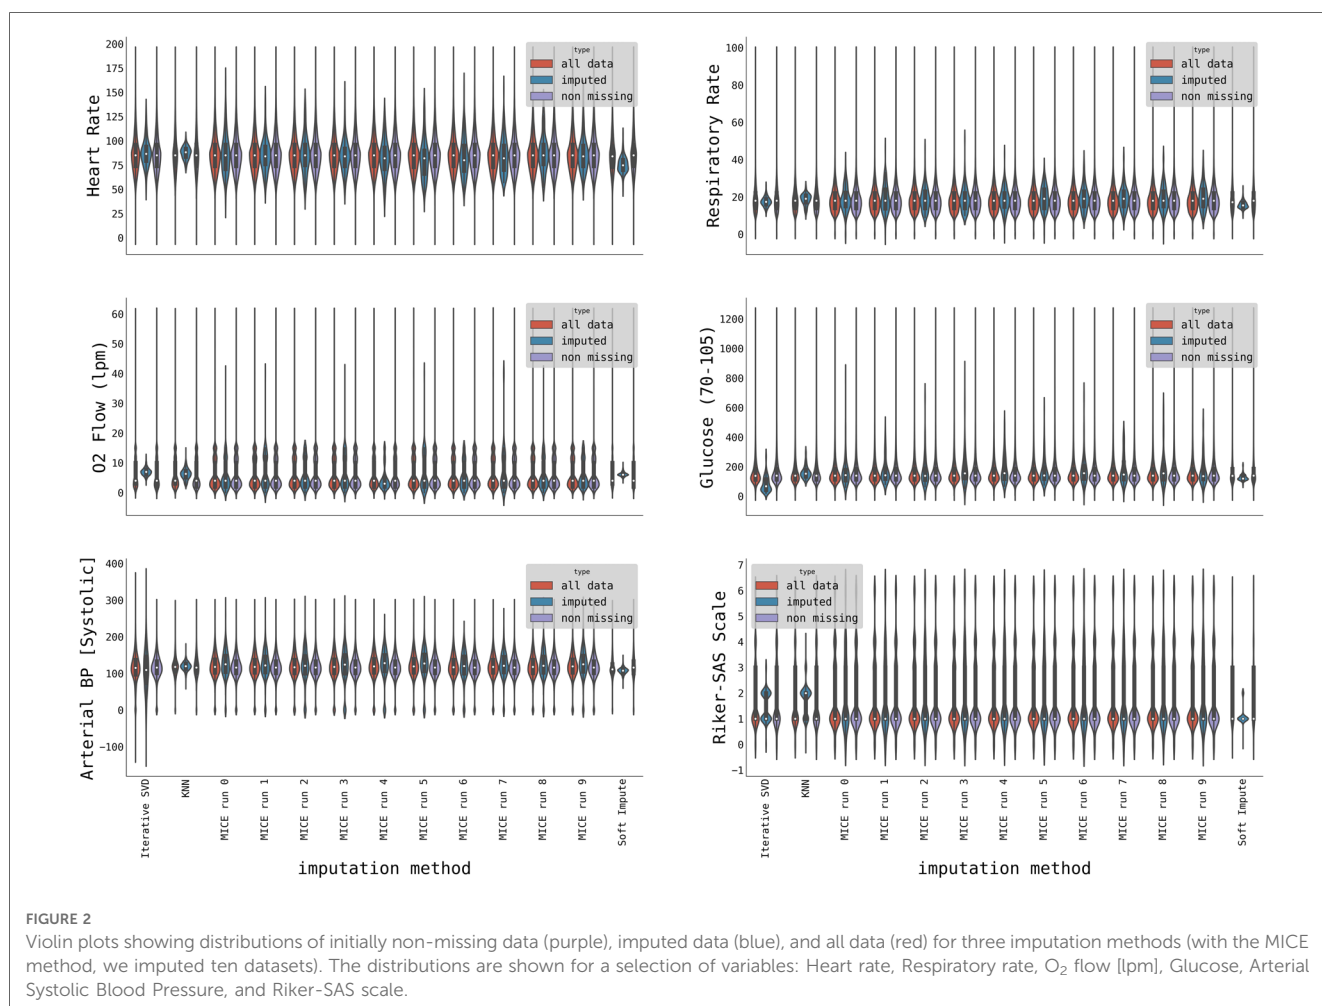 Heart Rate
200
175
150
125
100
75
50
25
0
type
all data
imputed
non missing
Respiratory Rate
100
80
60
40
20
0
type
all data
imputed
non missing
O2 Flow (lpm)
60
50
40
30
20
10
0
type
all data
imputed
non missing
Glucose (70-105)
1200
1000
800
600
400
200
0
type
all data
imputed
non missing
Arterial BP [Systolic]
400
300
200
100
0
−100
type
all data
imputed
non missing
Iterative SVD
KNN
MICE run 0
MICE run 1
MICE run 2
MICE run 3
MICE run 4
MICE run 5
MICE run 6
MICE run 7
MICE run 8
MICE run 9
Soft Impute
imputation method
Riker-SAS Scale
7
6
5
4
3
2
1
0
−1
type
all data
imputed
non missing
Iterative SVD
KNN
MICE run 0
MICE run 1
MICE run 2
MICE run 3
MICE run 4
MICE run 5
MICE run 6
MICE run 7
MICE run 8
MICE run 9
Soft Impute
imputation method
FIGURE 2
Violin plots showing distributions of initially non-missing data (purple), imputed data (blue), and all data (red) for three imputation methods (with the MICE
method, we imputed ten datasets). The distributions are shown for a selection of variables: Heart rate, Respiratory rate, O₂ flow [lpm], Glucose, Arterial
Systolic Blood Pressure, and Riker-SAS scale.